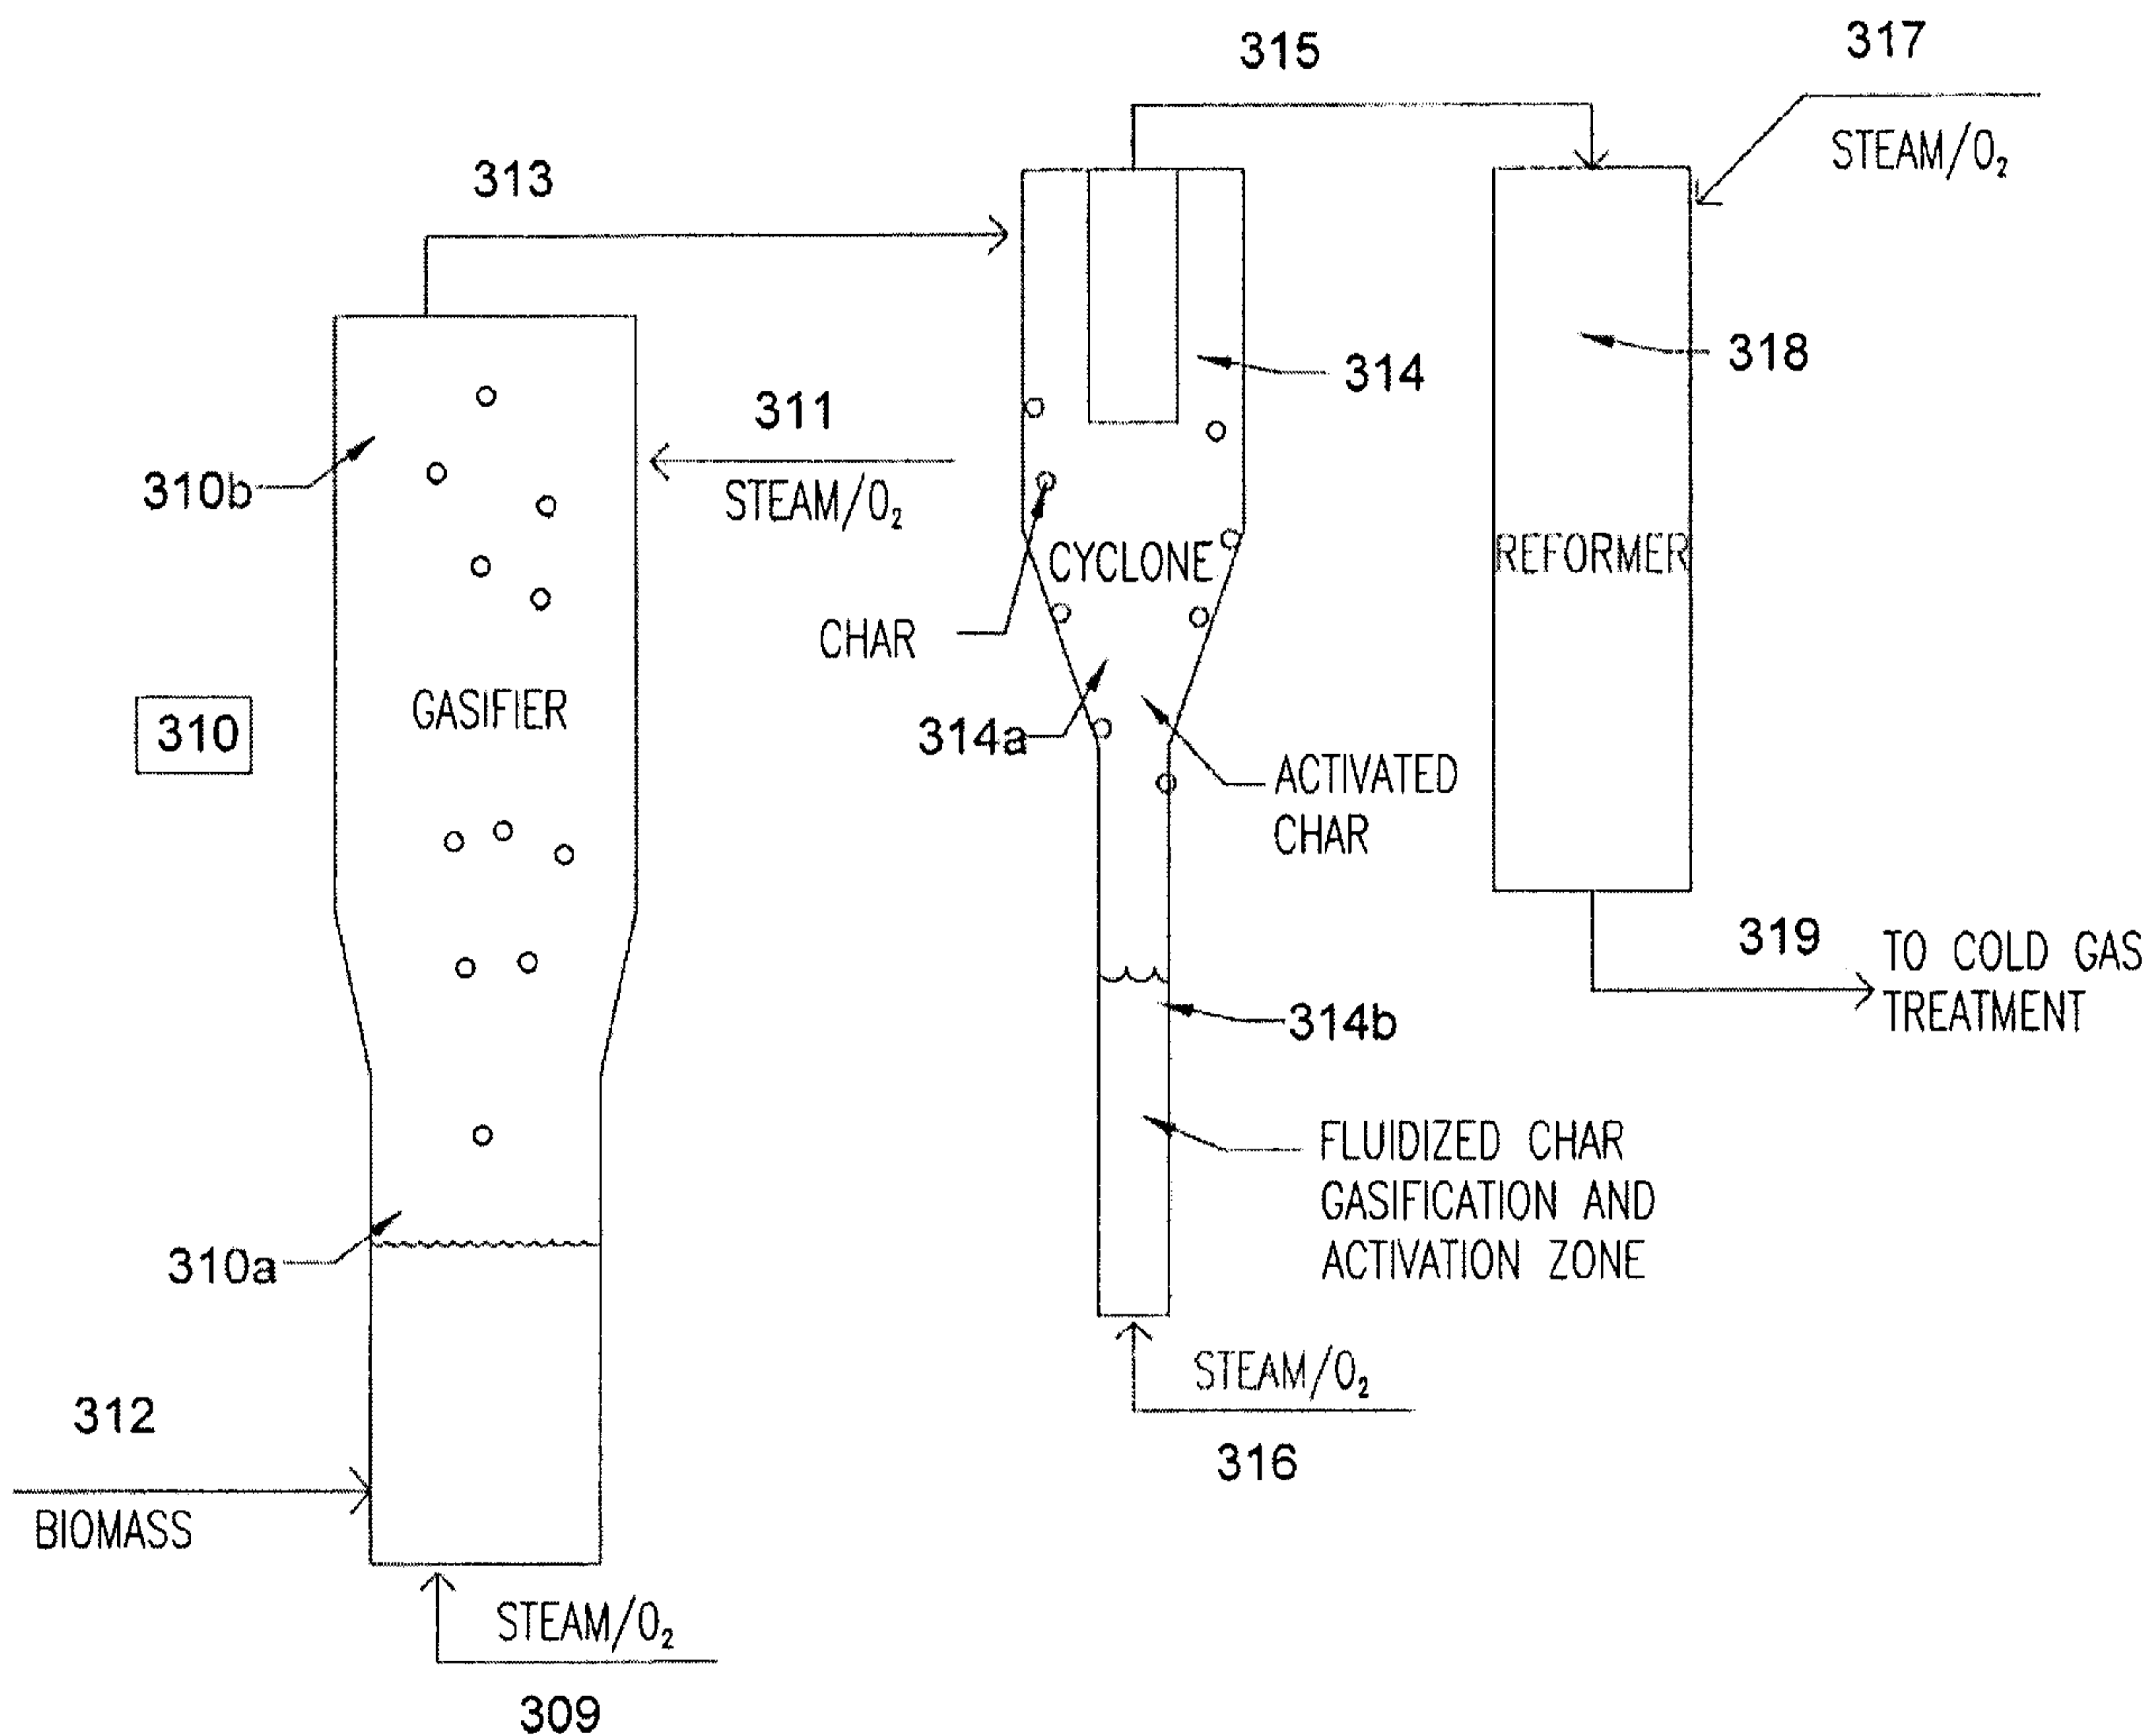 315
317
STEAM/O₂
313
314
318
311
STEAM/O₂
310b
CYCLONE
REFORMER
CHAR
GASIFIER
310
314a
ACTIVATED
CHAR
319
TO COLD GAS
TREATMENT
314b
FLUIDIZED CHAR
GASIFICATION AND
ACTIVATION ZONE
310a
STEAM/O₂
316
312
BIOMASS
STEAM/O₂
309